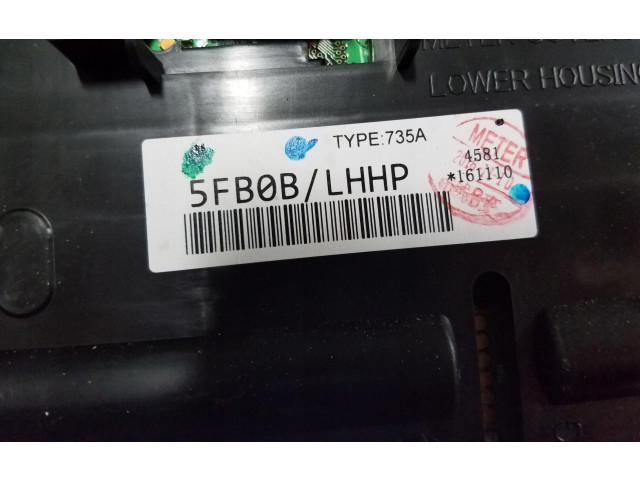 LOWER HOUSING
TYPE:735A
5FB0B/LHHP
4581
*161110
METER